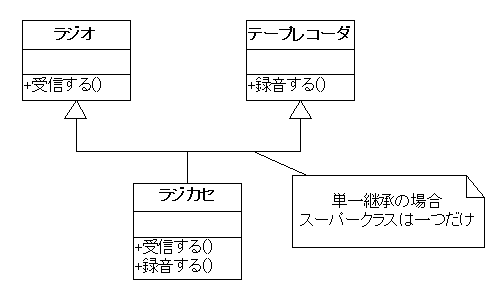 ラジオ
テープレコーダ
+受信する()
+録音する()
ラジカセ
+受信する()
+録音する()
単一継承の場合
スーパークラスは一つだけ